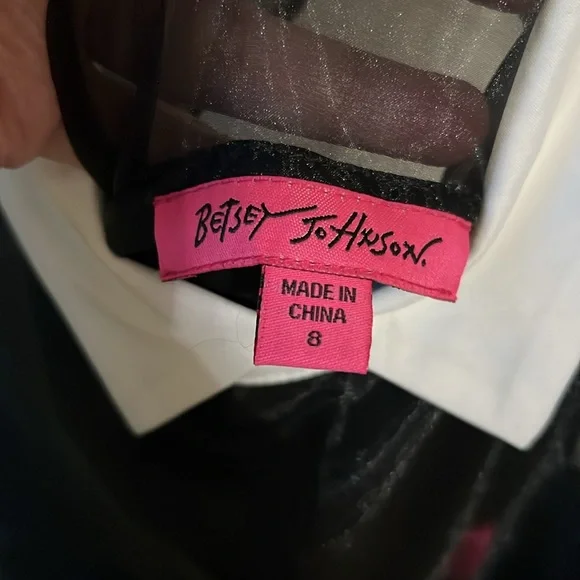 BETSEY JOHNSON.
MADE IN
CHINA
8